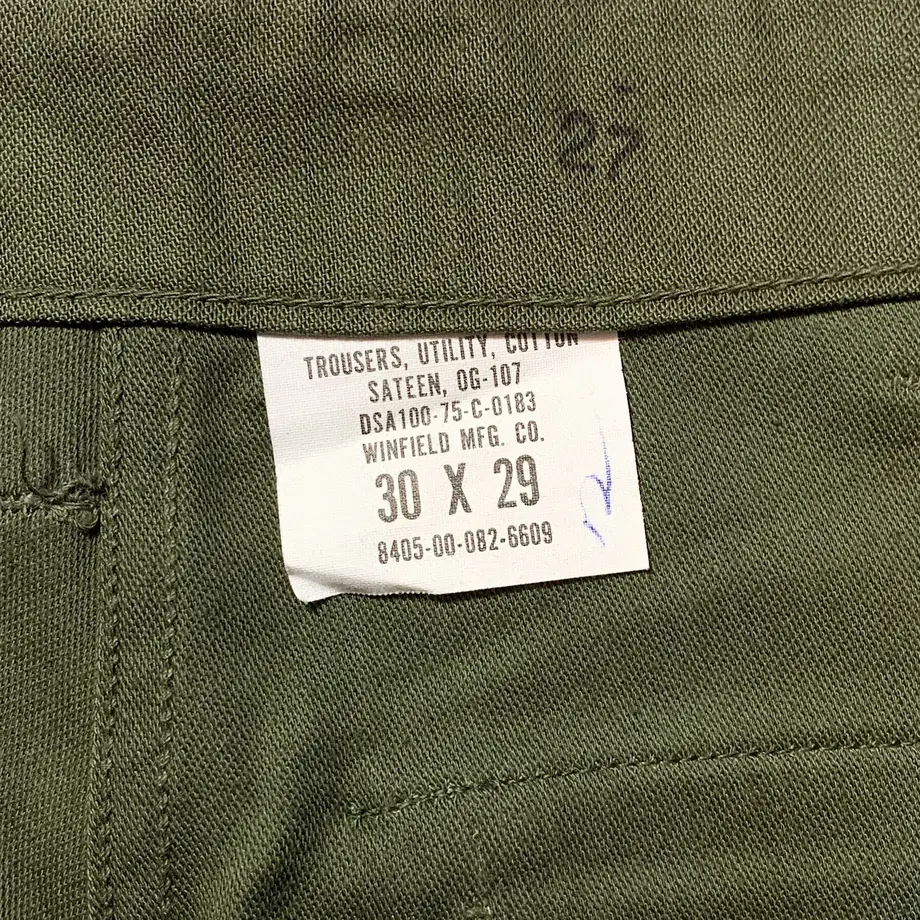 27
TROUSERS, UTILITY, COTTON
SATEEN, OG-107
DSA100-75-C-0183
WINFIELD MFG. CO.
30 X 29
8405-00-082-6609
12